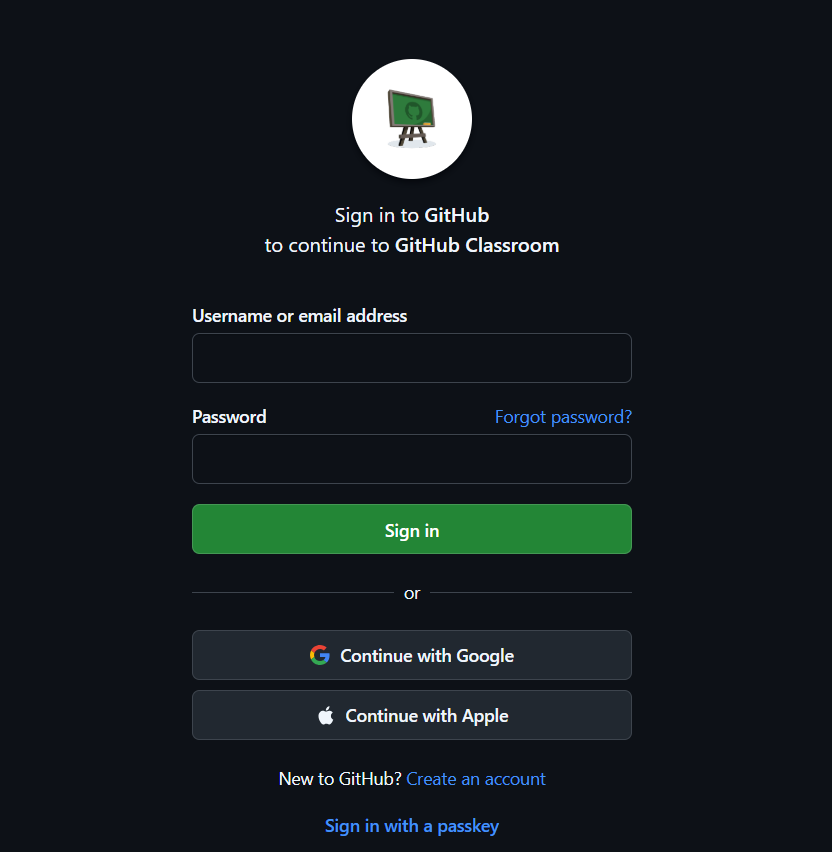 Sign in to GitHub
to continue to GitHub Classroom
Username or email address
Password Forgot password?
Sign in
or
Continue with Google
Continue with Apple
New to GitHub? Create an account
Sign in with a passkey